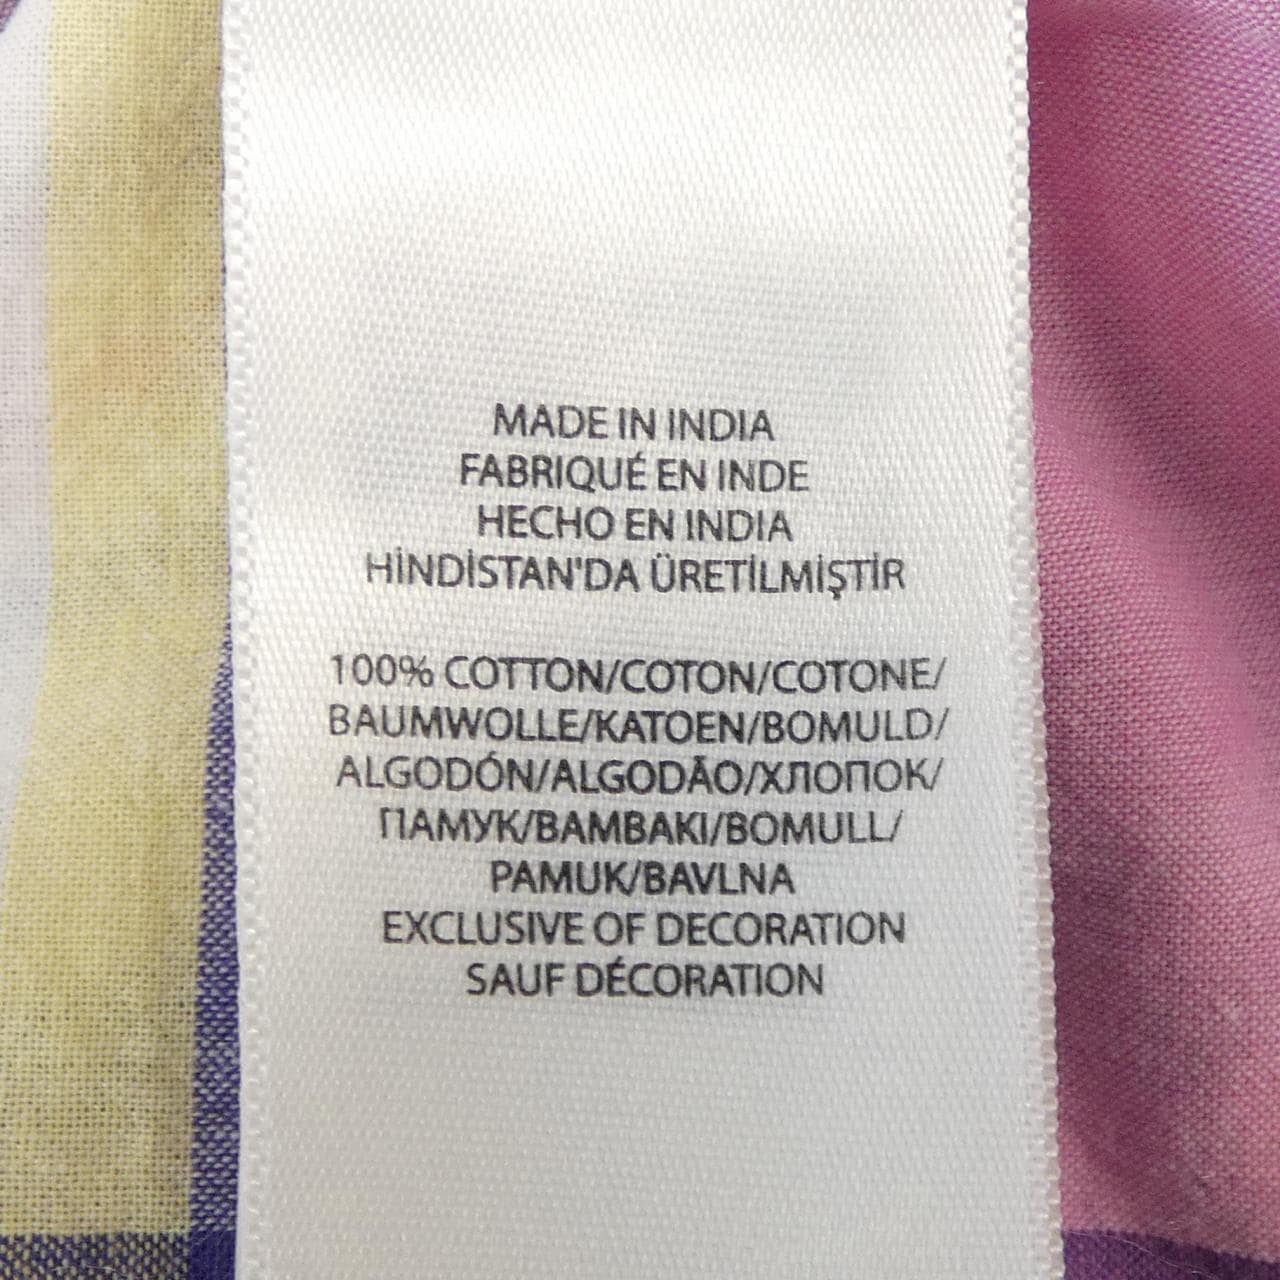 MADE IN INDIA
FABRIQUÉ EN INDE
HECHO EN INDIA
HİNDİSTAN'DA ÜRETİLMİŞTİR
100% COTTON/COTON/COTONE/
BAUMWOLLE/KATOEN/BOMULD/
ALGODÓN/ALGODÃO/ХЛОПОК/
ПАМУК/ΒΑΜΒΑΚΙ/BOMULL/
PAMUK/BAVLNA
EXCLUSIVE OF DECORATION
SAUF DÉCORATION